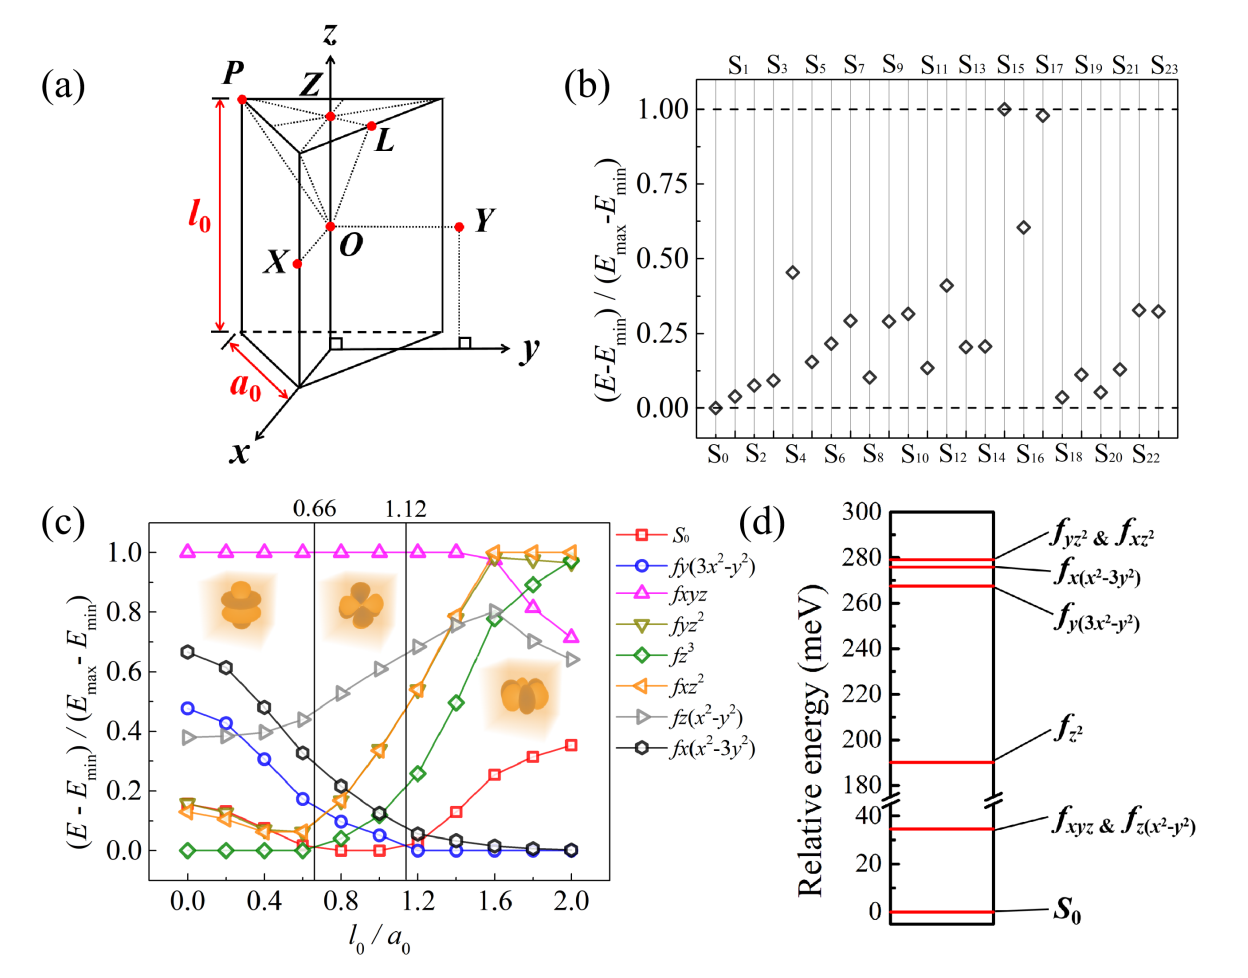 (a)
z
P
Z
L
l0
X
O
Y
a0
y
x
(b)
S1 S3 S5 S7 S9 S11 S13 S15 S17 S19 S21 S23
1.00
0.75
0.50
0.25
0.00
(E-Emin) / (Emax-Emin)
S0 S2 S4 S6 S8 S10 S12 S14 S16 S18 S20 S22
(c)
0.66 1.12
1.0
0.8
0.6
0.4
0.2
0.0
(E - Emin) / (Emax - Emin)
0.0 0.4 0.8 1.2 1.6 2.0
l0 / a0
S0
fy(3x²-y²)
fxyz
fyz²
fz³
fxz²
fz(x²-y²)
fx(x²-3y²)
(d)
Relative energy (meV)
300
280
260
240
220
200
180
40
20
0
fyz² & fxz²
fx(x²-3y²)
fy(3x²-y²)
fz²
fxyz & fz(x²-y²)
S0